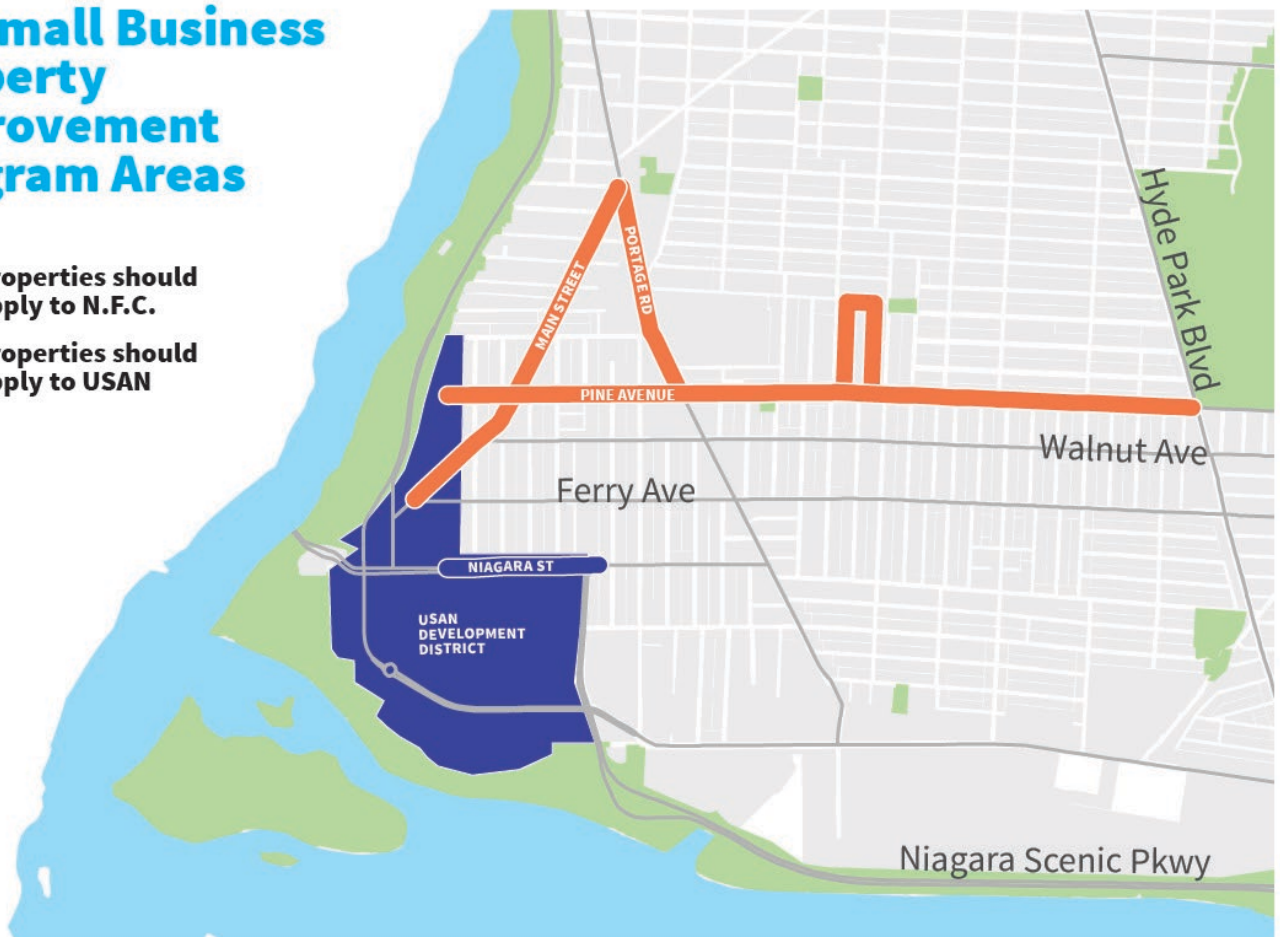 mall Business
perty
rovement
gram Areas
roperties should
pply to N.F.C.
roperties should
pply to USAN
Hyde Park Blvd
PORTAGE RD
MAIN STREET
PINE AVENUE
Walnut Ave
Ferry Ave
NIAGARA ST
USAN
DEVELOPMENT
DISTRICT
Niagara Scenic Pkwy